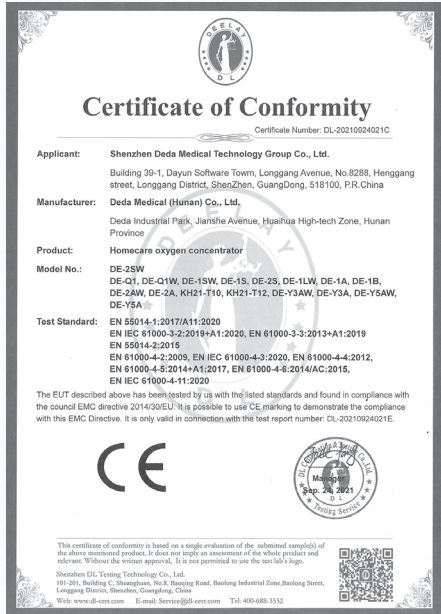 DEELAY
D L
Certificate of Conformity
Certificate Number: DL-20210924021C
Applicant: Shenzhen Deda Medical Technology Group Co., Ltd.
Building 39-1, Dayun Software Towm, Longgang Avenue, No.8288, Henggang
street, Longgang District, ShenZhen, GuangDong, 518100, P.R.China
Manufacturer: Deda Medical (Hunan) Co., Ltd.
Deda Industrial Park, Jianshe Avenue, Huaihua High-tech Zone, Hunan
Province
Product: Homecare oxygen concentrator
Model No.: DE-2SW
DE-Q1, DE-Q1W, DE-1SW, DE-1S, DE-2S, DE-1LW, DE-1A, DE-1B,
DE-2AW, DE-2A, KH21-T10, KH21-T12, DE-Y3AW, DE-Y3A, DE-Y5AW,
DE-Y5A
Test Standard: EN 55014-1:2017/A11:2020
EN IEC 61000-3-2:2019+A1:2020, EN 61000-3-3:2013+A1:2019
EN 55014-2:2015
EN 61000-4-2:2009, EN IEC 61000-4-3:2020, EN 61000-4-4:2012,
EN 61000-4-5:2014+A1:2017, EN 61000-4-6:2014/AC:2015,
EN IEC 61000-4-11:2020
The EUT described above has been tested by us with the listed standards and found in compliance with
the council EMC directive 2014/30/EU. It is possible to use CE marking to demonstrate the compliance
with this EMC Directive. It is only valid in connection with the test report number: DL-20210924021E.
CE
Manager
Sep. 24, 2021
D L
Testing Service
This certificate of conformity is based on a single evaluation of the submitted sample(s) of
the above mentioned product. It does not imply an assessment of the whole product and
relevant. Without the written approval, It is not permitted to use the test lab's logo.
Shenzhen DL Testing Technology Co., Ltd.
101-201, Building C, Shuanghuan, No.8, Baoqing Road, Baolong Industrial Zone,Baolong Street,
Longgang District, Shenzhen, Guangdong, China
Web: www.dl-cert.com E-mail: Service@dl-cert.com Tel: 400-688-3552